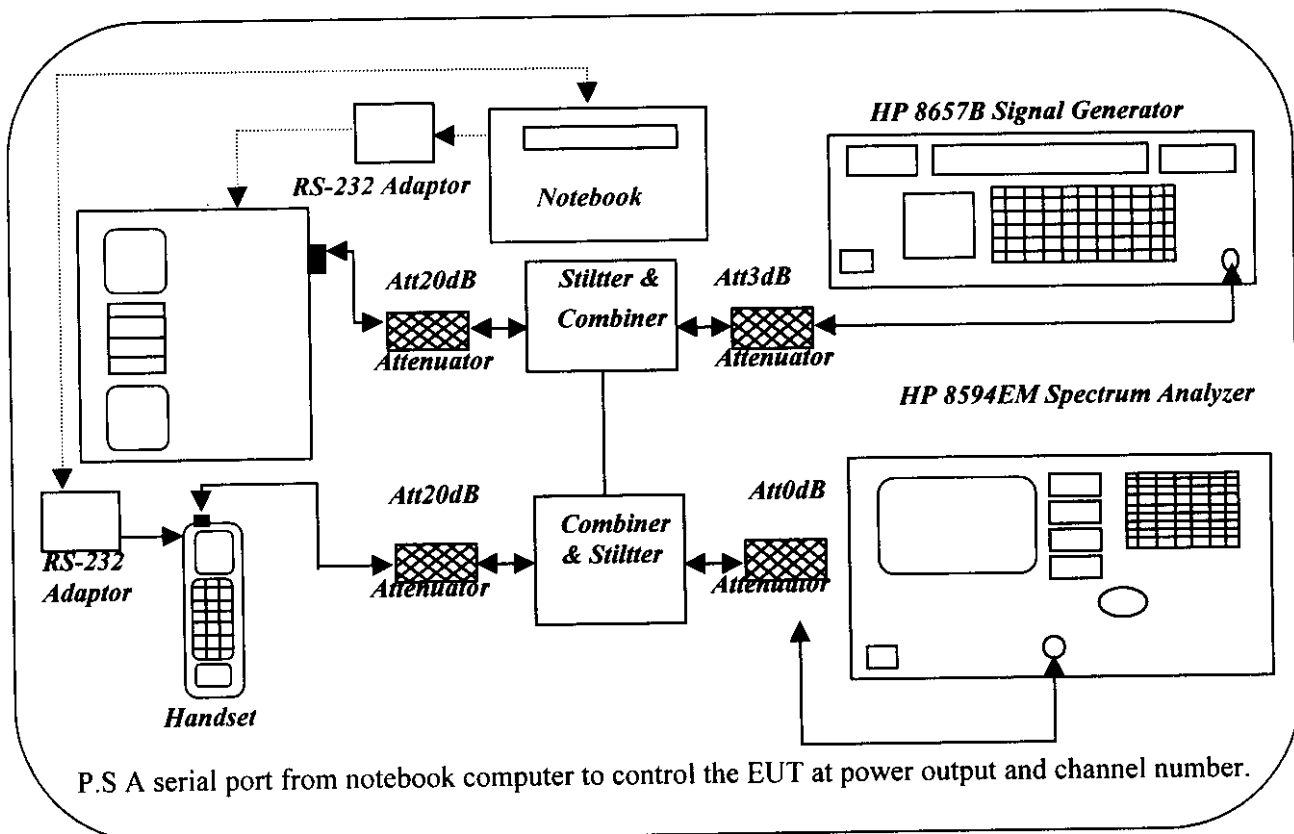 HP 8657B Signal Generator
RS-232 Adaptor
Notebook
Att20dB
Stiltter &
Combiner
Att3dB
Attenuator
Attenuator
HP 8594EM Spectrum Analyzer
Att20dB
Combiner
& Stiltter
Att0dB
RS-232
Adaptor
Attenuator
Attenuator
Handset
P.S A serial port from notebook computer to control the EUT at power output and channel number.